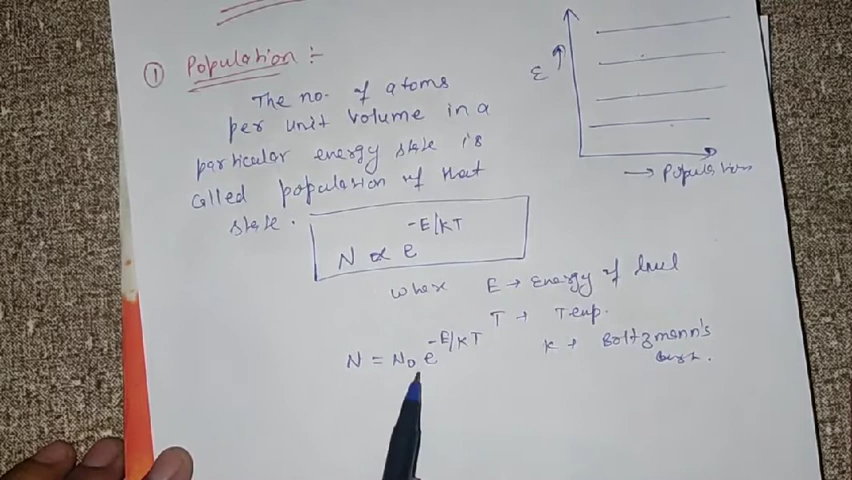 ① Population :-
The no. of atoms
per unit volume in a
particular energy state is
called population of that
state.
N ∝ e^-E/KT
where E → Energy of level
T → Temp.
K → Boltzmann's
const.
N = N₀ e^-E/KT
E ↑
→ Population